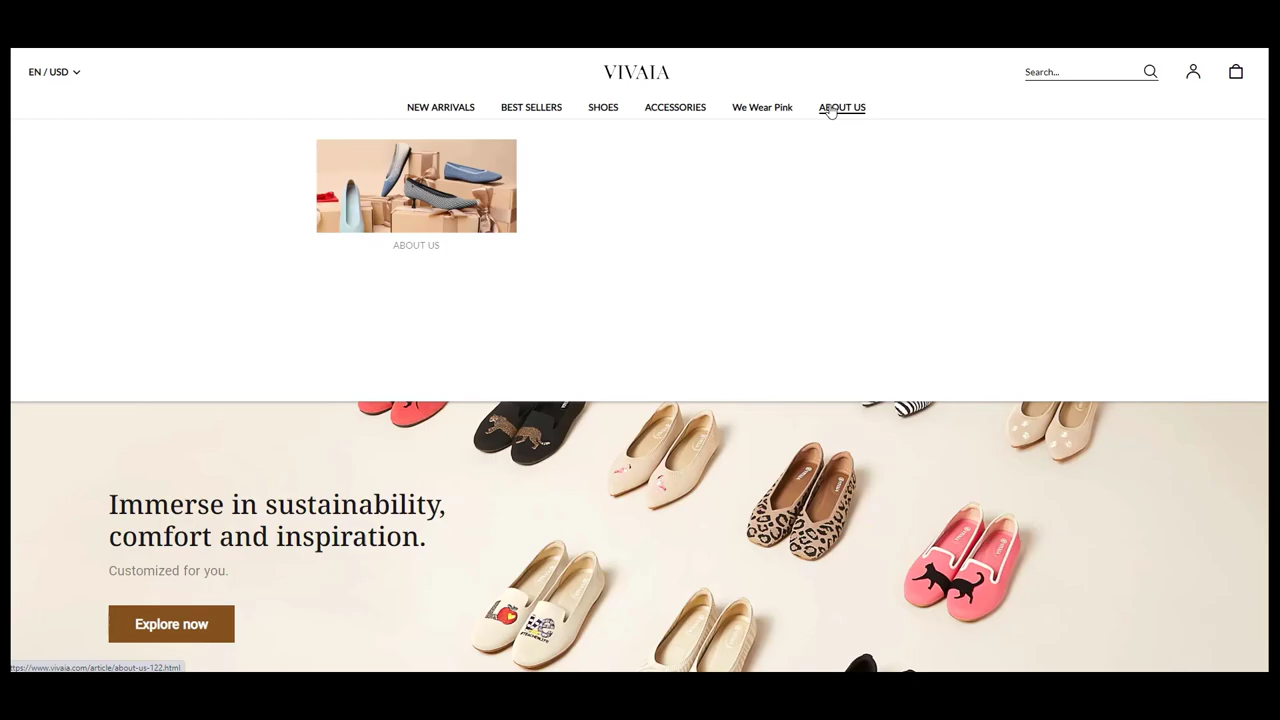 EN / USD
VIVAIA
Search...
NEW ARRIVALS BEST SELLERS SHOES ACCESSORIES We Wear Pink ABOUT US
ABOUT US
Immerse in sustainability,
comfort and inspiration.
Customized for you.
Explore now
ttps://www.vivaia.com/article/about-us-122.html